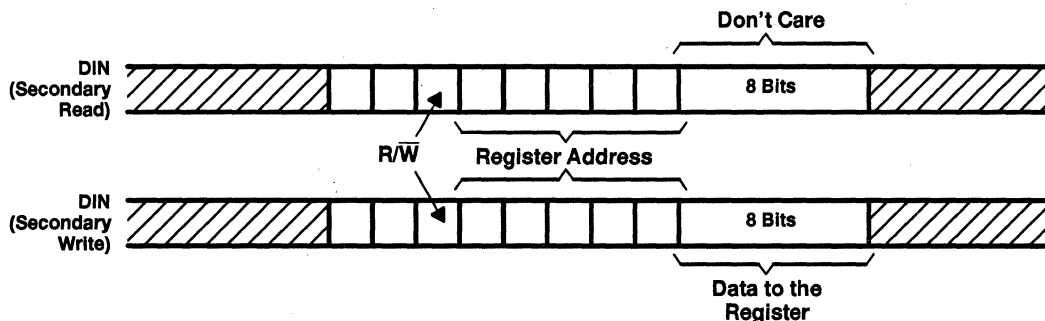 Don't Care
DIN
(Secondary
Read)
8 Bits
R/W̅
Register Address
DIN
(Secondary
Write)
8 Bits
Data to the
Register